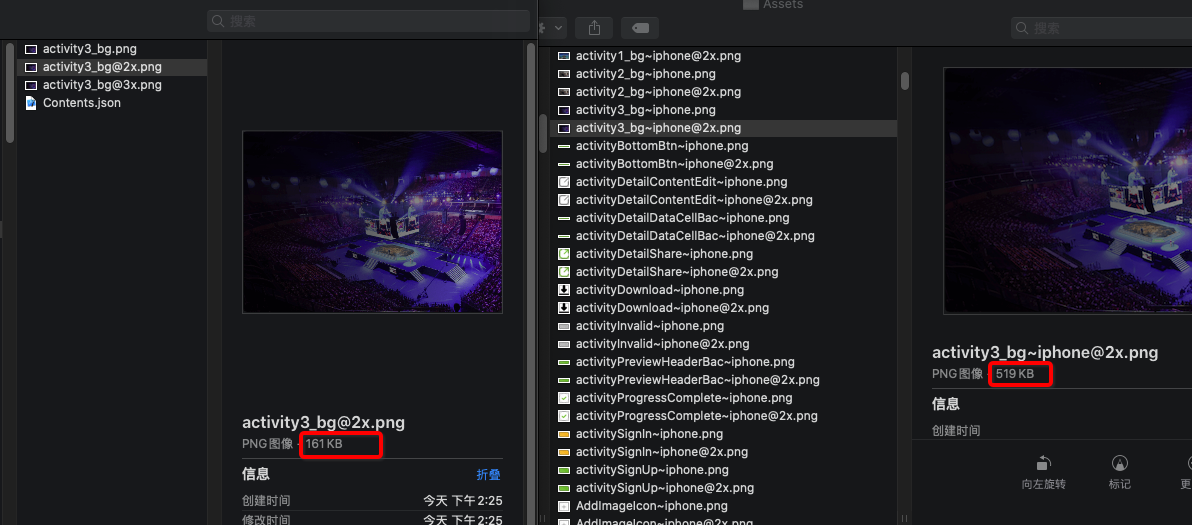 Assets
搜索
搜索
activity3_bg.png
activity3_bg@2x.png
activity3_bg@3x.png
Contents.json
activity3_bg@2x.png
PNG图像 - 161 KB
信息
折叠
创建时间
今天 下午2:25
修改时间
今天 下午2:25
activity1_bg~iphone@2x.png
activity2_bg~iphone.png
activity2_bg~iphone@2x.png
activity3_bg~iphone.png
activity3_bg~iphone@2x.png
activityBottomBtn~iphone.png
activityBottomBtn~iphone@2x.png
activityDetailContentEdit~iphone.png
activityDetailContentEdit~iphone@2x.png
activityDetailDataCellBac~iphone.png
activityDetailDataCellBac~iphone@2x.png
activityDetailShare~iphone.png
activityDetailShare~iphone@2x.png
activityDownload~iphone.png
activityDownload~iphone@2x.png
activityInvalid~iphone.png
activityInvalid~iphone@2x.png
activityPreviewHeaderBac~iphone.png
activityPreviewHeaderBac~iphone@2x.png
activityProgressComplete~iphone.png
activityProgressComplete~iphone@2x.png
activitySignIn~iphone.png
activitySignIn~iphone@2x.png
activitySignUp~iphone.png
activitySignUp~iphone@2x.png
AddImageIcon~iphone.png
AddImageIcon~iphone@2x.png
activity3_bg~iphone@2x.png
PNG图像 - 519 KB
信息
创建时间
向左旋转
标记
更